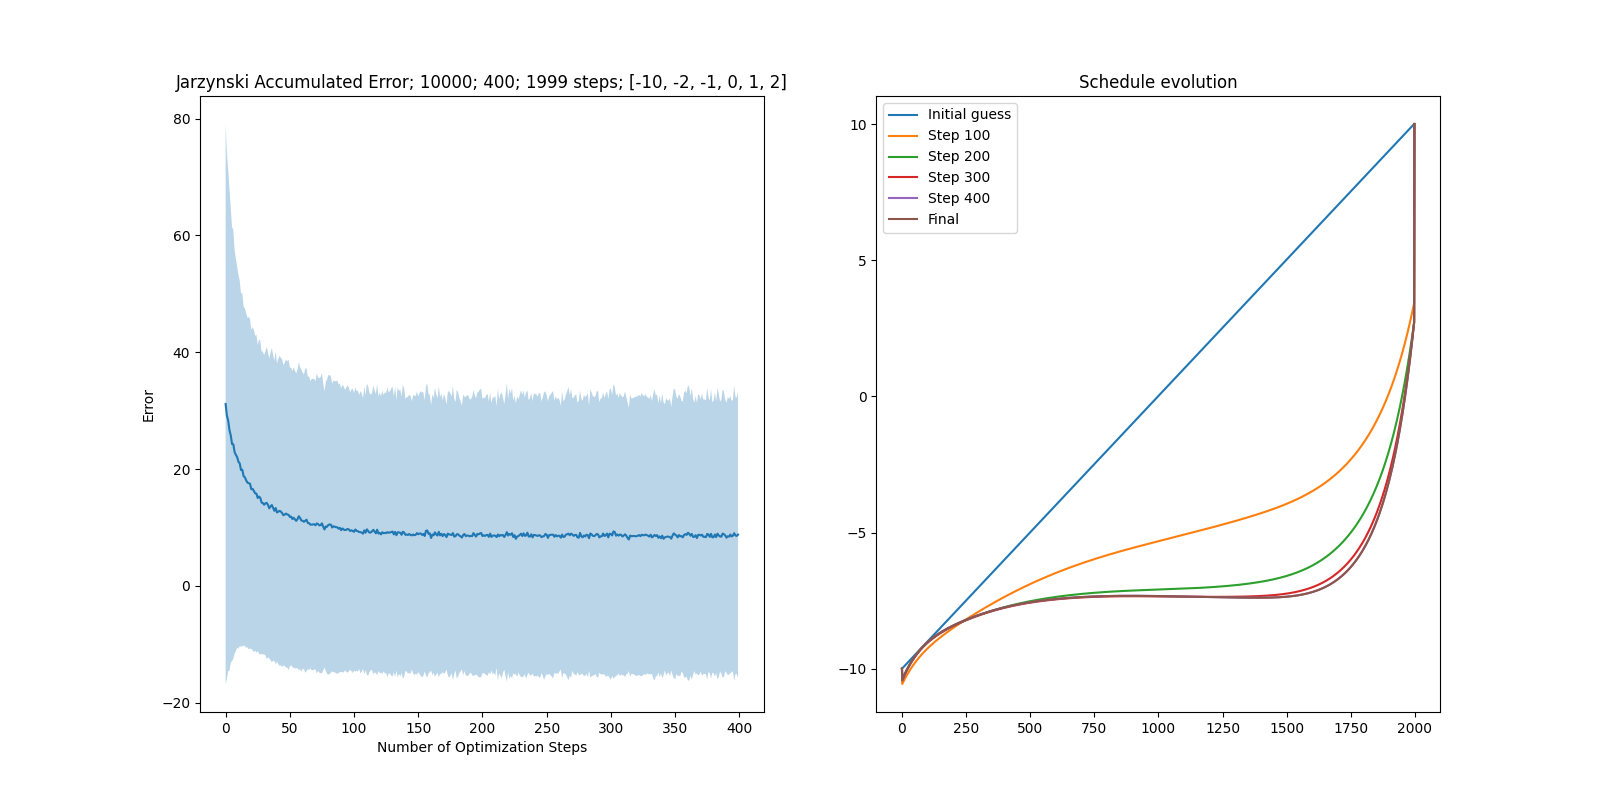 Jarzynski Accumulated Error; 10000; 400; 1999 steps; [-10, -2, -1, 0, 1, 2]
80
60
40
20
0
−20
Error
0 50 100 150 200 250 300 350 400
Number of Optimization Steps
Schedule evolution
Initial guess
Step 100
Step 200
Step 300
Step 400
Final
10
5
0
−5
−10
0 250 500 750 1000 1250 1500 1750 2000